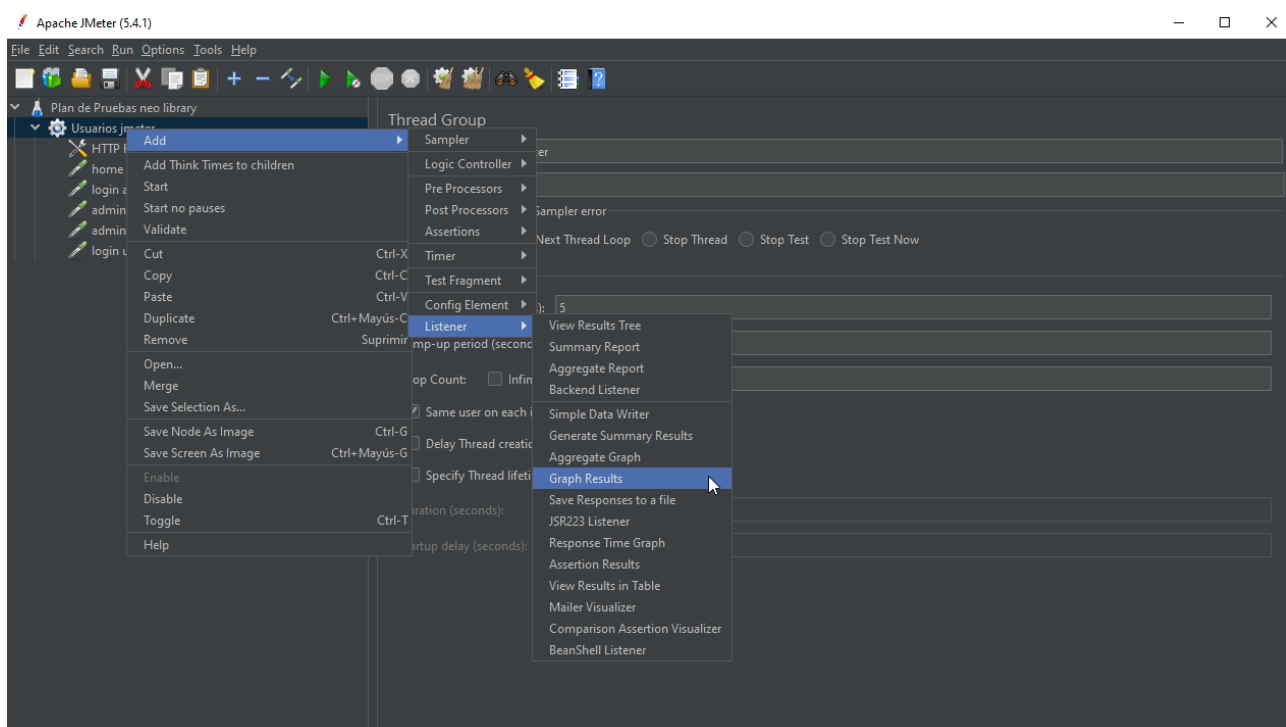 Apache JMeter (5.4.1)
File Edit Search Run Options Tools Help
Plan de Pruebas neo library
Usuarios jmeter
HTTP
home
login
admin
admin
login
Add
Add Think Times to children
Start
Start no pauses
Validate
Cut Ctrl-X
Copy Ctrl-C
Paste Ctrl-V
Duplicate Ctrl+Mayús-C
Remove Suprimir
Open...
Merge
Save Selection As...
Save Node As Image Ctrl-G
Save Screen As Image Ctrl+Mayús-G
Enable
Disable
Toggle Ctrl-T
Help
Sampler
Logic Controller
Pre Processors
Post Processors
Assertions
Timer
Test Fragment
Config Element
Listener
View Results Tree
Summary Report
Aggregate Report
Backend Listener
Simple Data Writer
Generate Summary Results
Aggregate Graph
Graph Results
Save Responses to a file
JSR223 Listener
Response Time Graph
Assertion Results
View Results in Table
Mailer Visualizer
Comparison Assertion Visualizer
BeanShell Listener
Thread Group
Sampler error
Next Thread Loop Stop Thread Stop Test Stop Test Now
5
mp-up period (second
op Count: Infin
Same user on each
Delay Thread creatio
Specify Thread lifeti
ration (seconds):
artup delay (seconds):